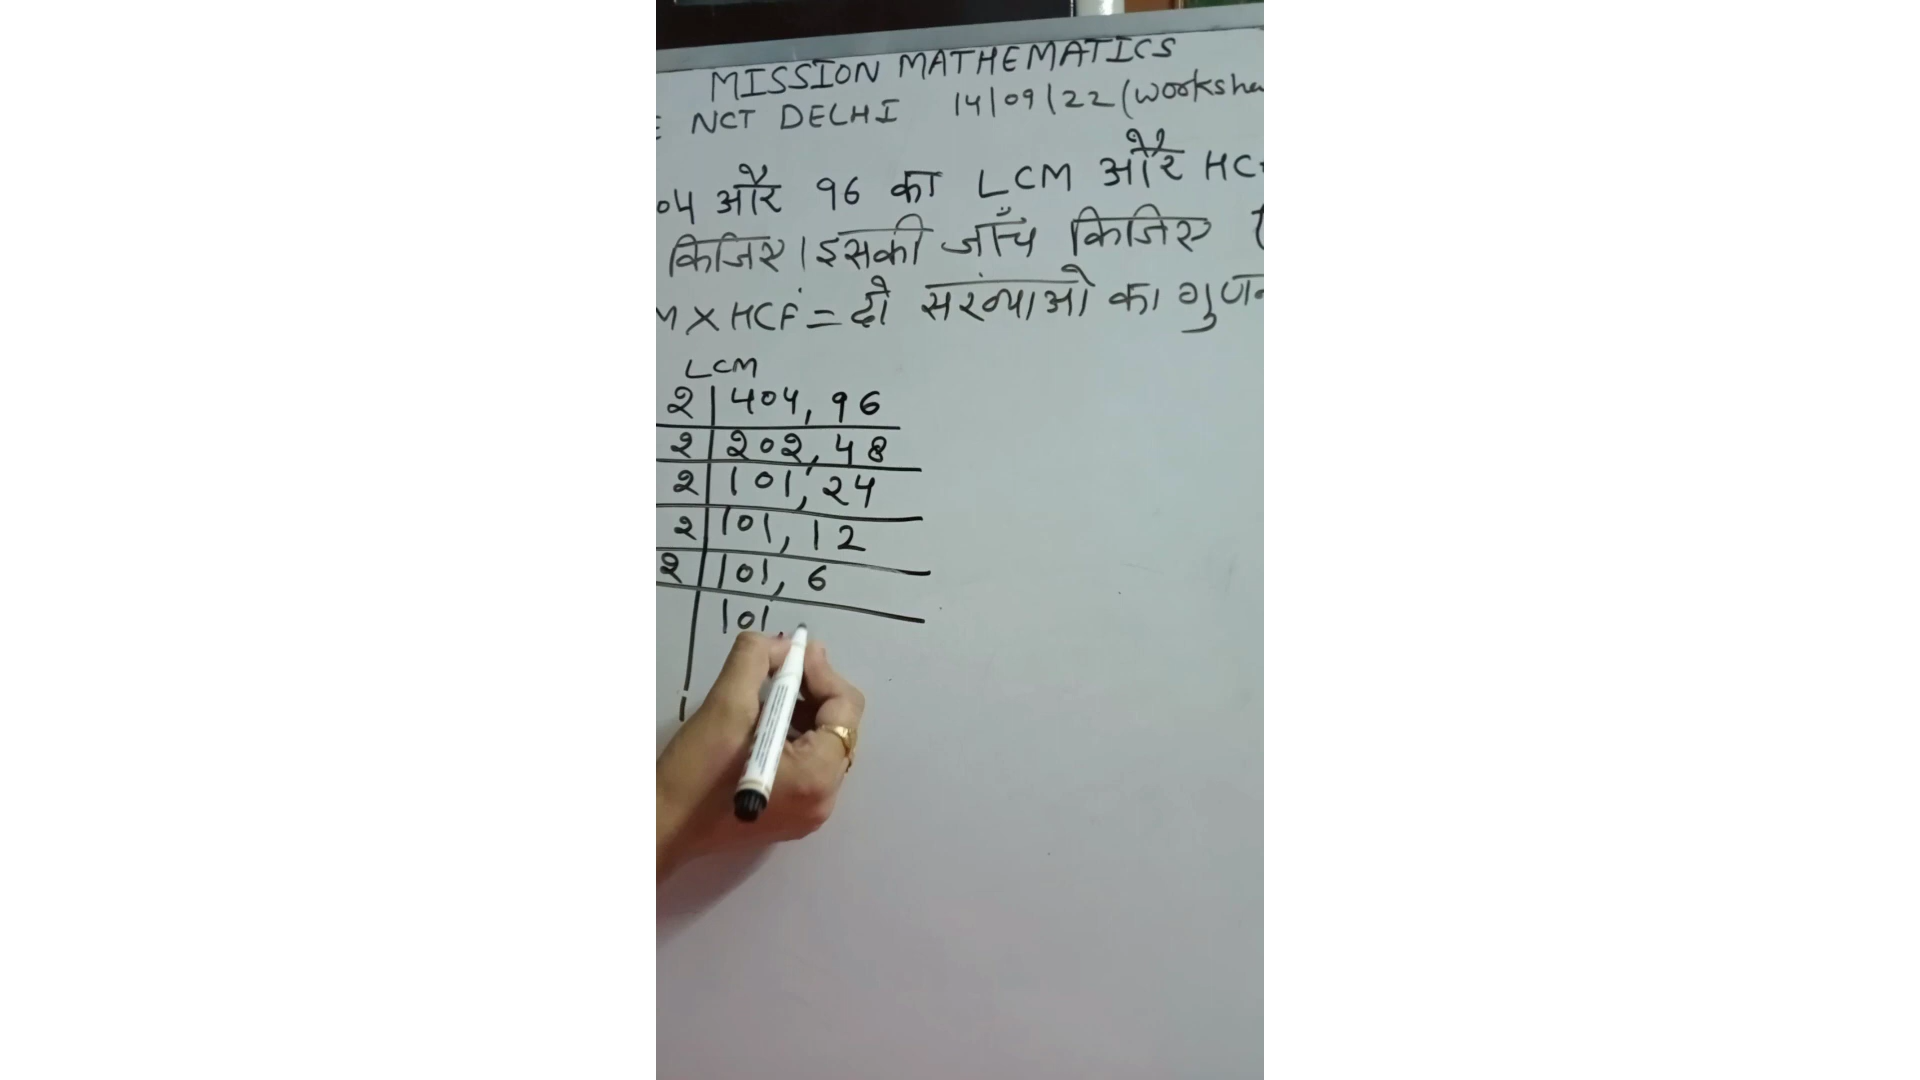 MISSION MATHEMATICS
NCT DELHI 14/09/22 (Worksh
04 और 96 का LCM और HC
किजिए। इसकी जाँच किजिए
M X HCF = दो संख्याओ का गुण
LCM
2 | 404, 96
2 | 202, 48
2 | 101, 24
2 | 101, 12
2 | 101, 6
101,